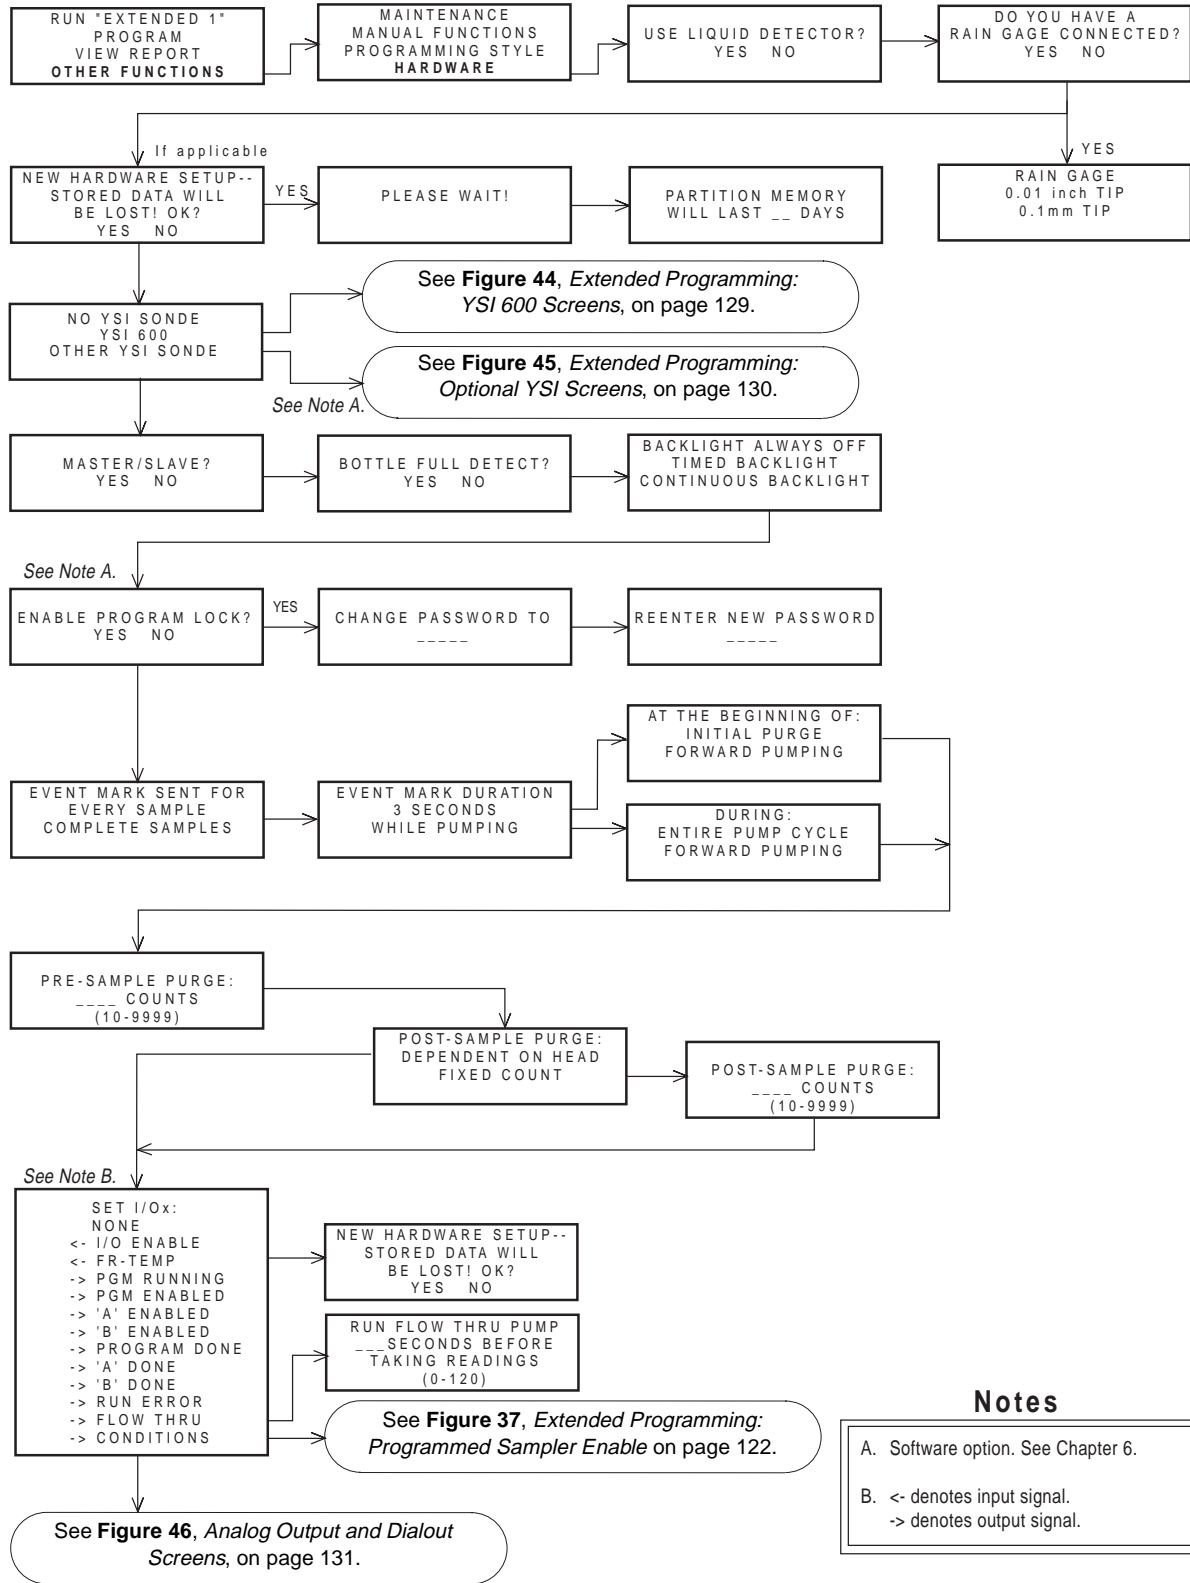 RUN "EXTENDED 1"
PROGRAM
VIEW REPORT
OTHER FUNCTIONS
MAINTENANCE
MANUAL FUNCTIONS
PROGRAMMING STYLE
HARDWARE
USE LIQUID DETECTOR?
YES NO
DO YOU HAVE A
RAIN GAGE CONNECTED?
YES NO
If applicable
YES
NEW HARDWARE SETUP--
STORED DATA WILL
BE LOST! OK?
YES NO
YES
PLEASE WAIT!
PARTITION MEMORY
WILL LAST __ DAYS
RAIN GAGE
0.01 inch TIP
0.1mm TIP
See Figure 44, Extended Programming:
YSI 600 Screens, on page 129.
NO YSI SONDE
YSI 600
OTHER YSI SONDE
See Figure 45, Extended Programming:
Optional YSI Screens, on page 130.
See Note A.
MASTER/SLAVE?
YES NO
BOTTLE FULL DETECT?
YES NO
BACKLIGHT ALWAYS OFF
TIMED BACKLIGHT
CONTINUOUS BACKLIGHT
See Note A.
ENABLE PROGRAM LOCK?
YES NO
YES
CHANGE PASSWORD TO
_____
REENTER NEW PASSWORD
_____
AT THE BEGINNING OF:
INITIAL PURGE
FORWARD PUMPING
EVENT MARK SENT FOR
EVERY SAMPLE
COMPLETE SAMPLES
EVENT MARK DURATION
3 SECONDS
WHILE PUMPING
DURING:
ENTIRE PUMP CYCLE
FORWARD PUMPING
PRE-SAMPLE PURGE:
____ COUNTS
(10-9999)
POST-SAMPLE PURGE:
DEPENDENT ON HEAD
FIXED COUNT
POST-SAMPLE PURGE:
____ COUNTS
(10-9999)
See Note B.
SET I/Ox:
NONE
<- I/O ENABLE
<- FR-TEMP
-> PGM RUNNING
-> PGM ENABLED
-> 'A' ENABLED
-> 'B' ENABLED
-> PROGRAM DONE
-> 'A' DONE
-> 'B' DONE
-> RUN ERROR
-> FLOW THRU
-> CONDITIONS
NEW HARDWARE SETUP--
STORED DATA WILL
BE LOST! OK?
YES NO
RUN FLOW THRU PUMP
___SECONDS BEFORE
TAKING READINGS
(0-120)
See Figure 37, Extended Programming:
Programmed Sampler Enable on page 122.
See Figure 46, Analog Output and Dialout
Screens, on page 131.
Notes
A. Software option. See Chapter 6.
B. <- denotes input signal.
-> denotes output signal.